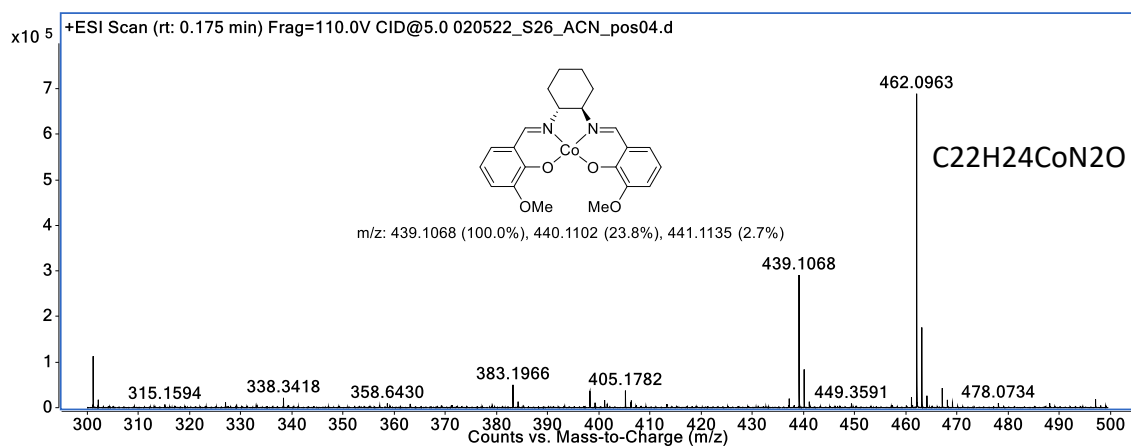 +ESI Scan (rt: 0.175 min) Frag=110.0V CID@5.0 020522_S26_ACN_pos04.d
x10 5
7
6
5
4
3
2
1
0
462.0963
C22H24CoN2O
N
N
Co
O
O
OMe
MeO
m/z: 439.1068 (100.0%), 440.1102 (23.8%), 441.1135 (2.7%)
439.1068
383.1966
405.1782
315.1594
338.3418
358.6430
449.3591
478.0734
300 310 320 330 340 350 360 370 380 390 400 410 420 430 440 450 460 470 480 490 500
Counts vs. Mass-to-Charge (m/z)